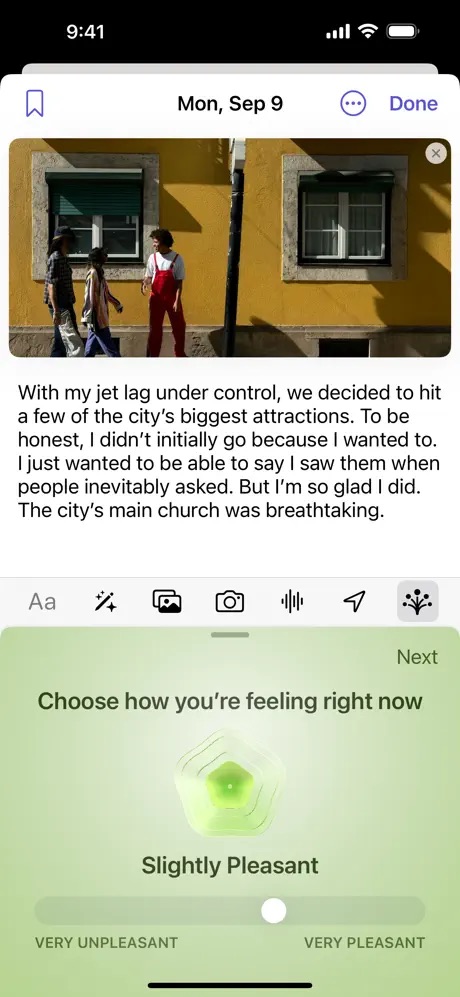 9:41
Mon, Sep 9
Done
With my jet lag under control, we decided to hit
a few of the city’s biggest attractions. To be
honest, I didn’t initially go because I wanted to.
I just wanted to be able to say I saw them when
people inevitably asked. But I’m so glad I did.
The city’s main church was breathtaking.
Aa
Next
Choose how you’re feeling right now
Slightly Pleasant
VERY UNPLEASANT
VERY PLEASANT